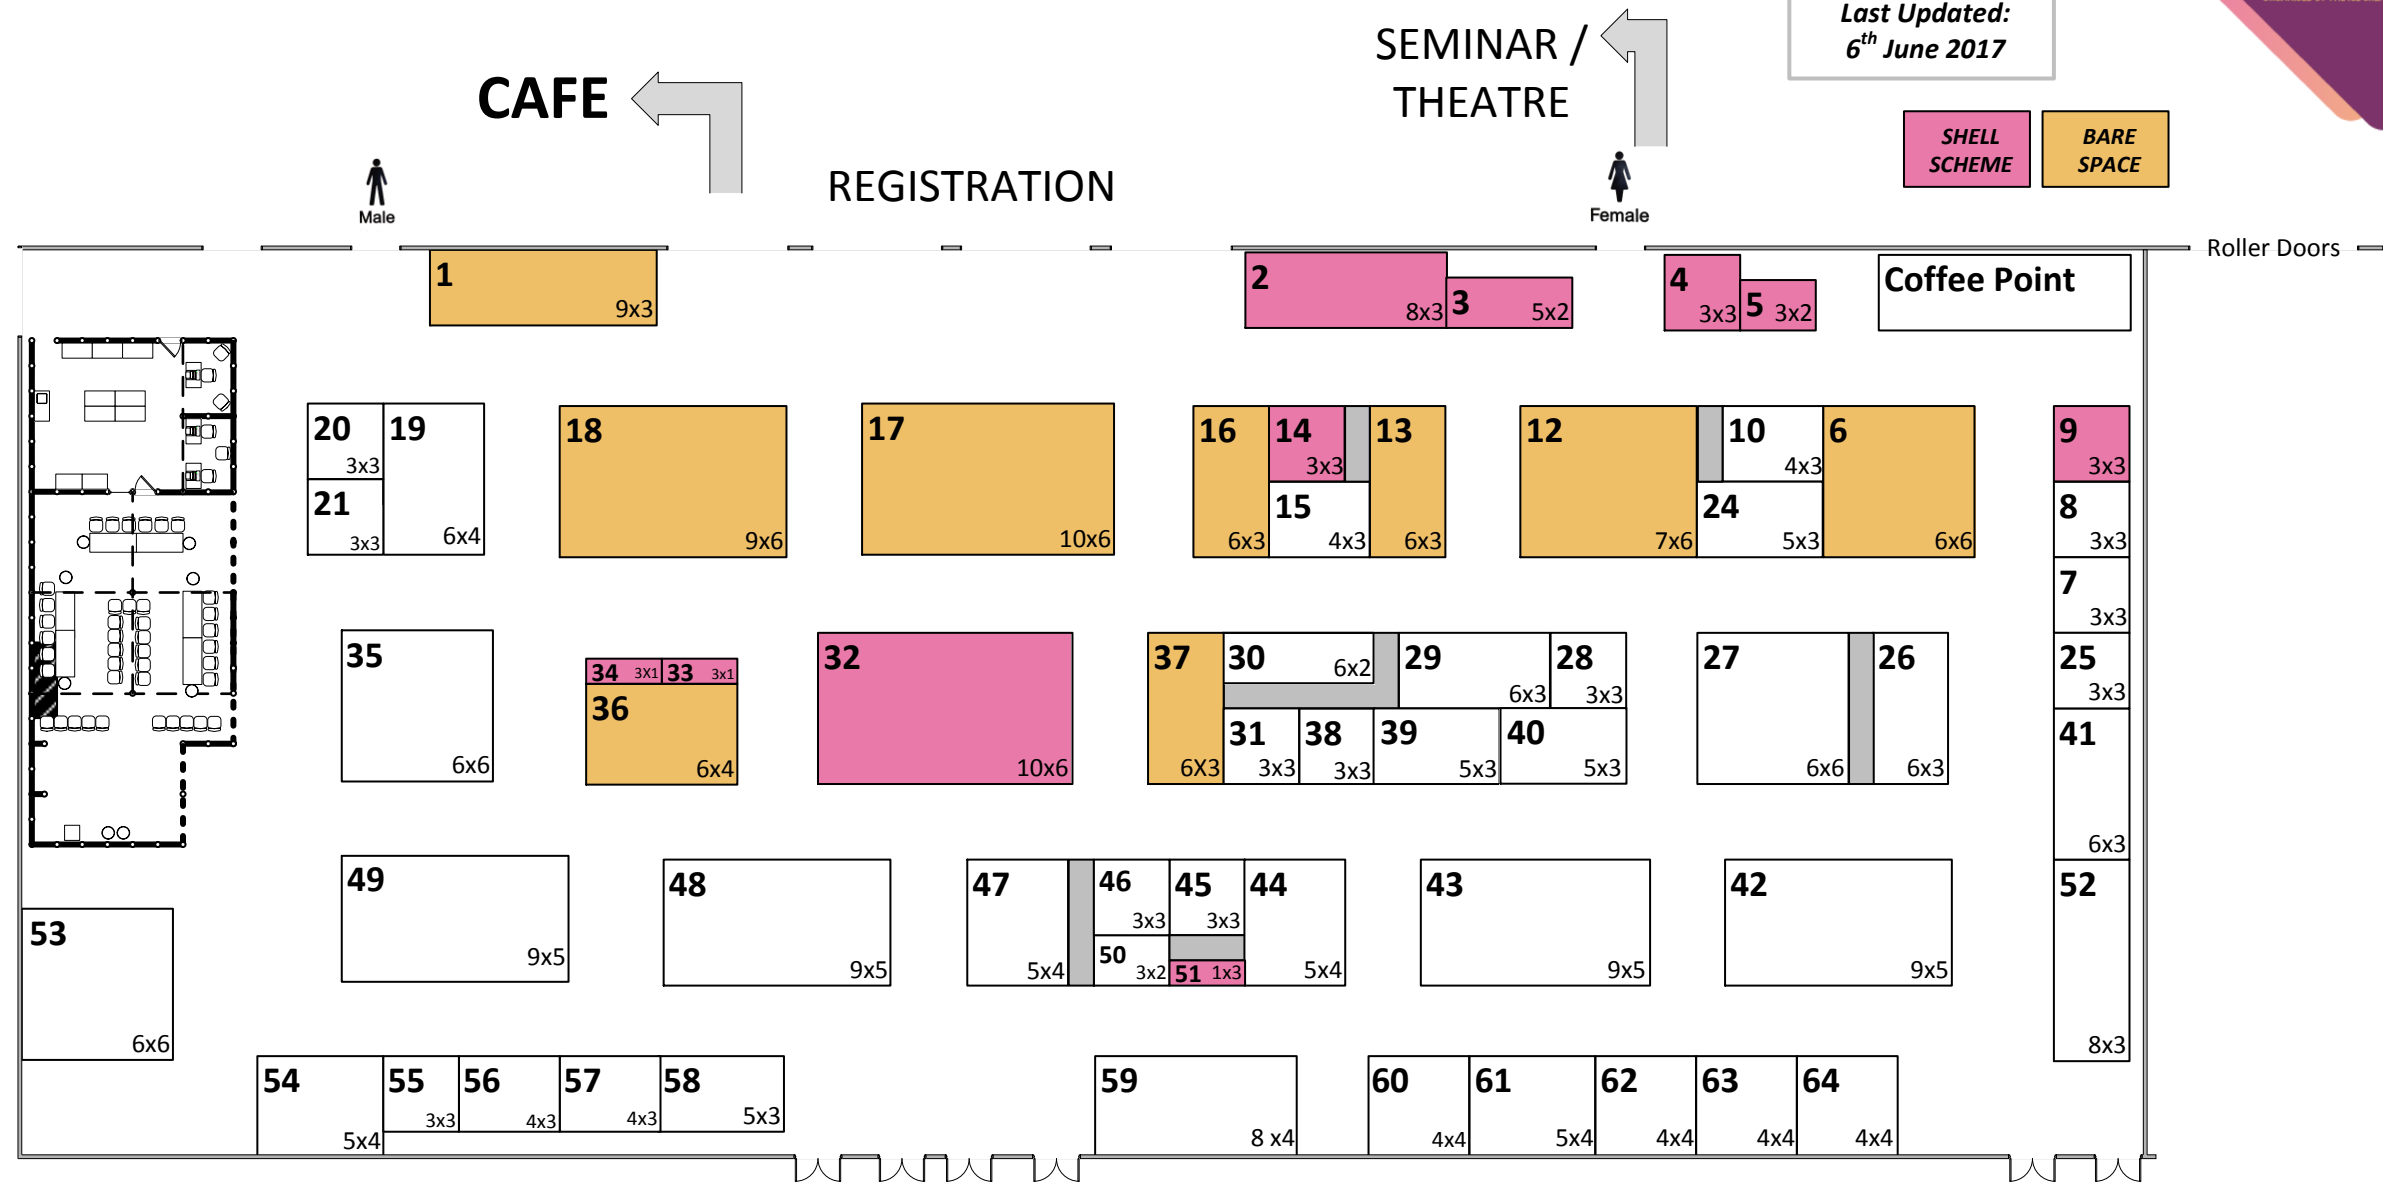 Last Updated:
6th June 2017
SEMINAR /
THEATRE
CAFE
SHELL
SCHEME
BARE
SPACE
REGISTRATION
Male
Female
Roller Doors
1
9x3
2
8x3
3
5x2
4
3x3
5
3x2
Coffee Point
20
3x3
19
6x4
21
3x3
18
9x6
17
10x6
16
6x3
14
3x3
13
6x3
15
4x3
12
7x6
10
4x3
6
6x6
24
5x3
9
3x3
8
3x3
7
3x3
25
3x3
41
6x3
52
8x3
35
6x6
34 3X1
33 3x1
36
6x4
32
10x6
37
6X3
30
6x2
29
6x3
28
3x3
31
3x3
38
3x3
39
5x3
40
5x3
27
6x6
26
6x3
49
9x5
48
9x5
47
5x4
46
3x3
45
3x3
44
5x4
50
3x2
51 1x3
43
9x5
42
9x5
53
6x6
54
5x4
55
3x3
56
4x3
57
4x3
58
5x3
59
8 x4
60
4x4
61
5x4
62
4x4
63
4x4
64
4x4